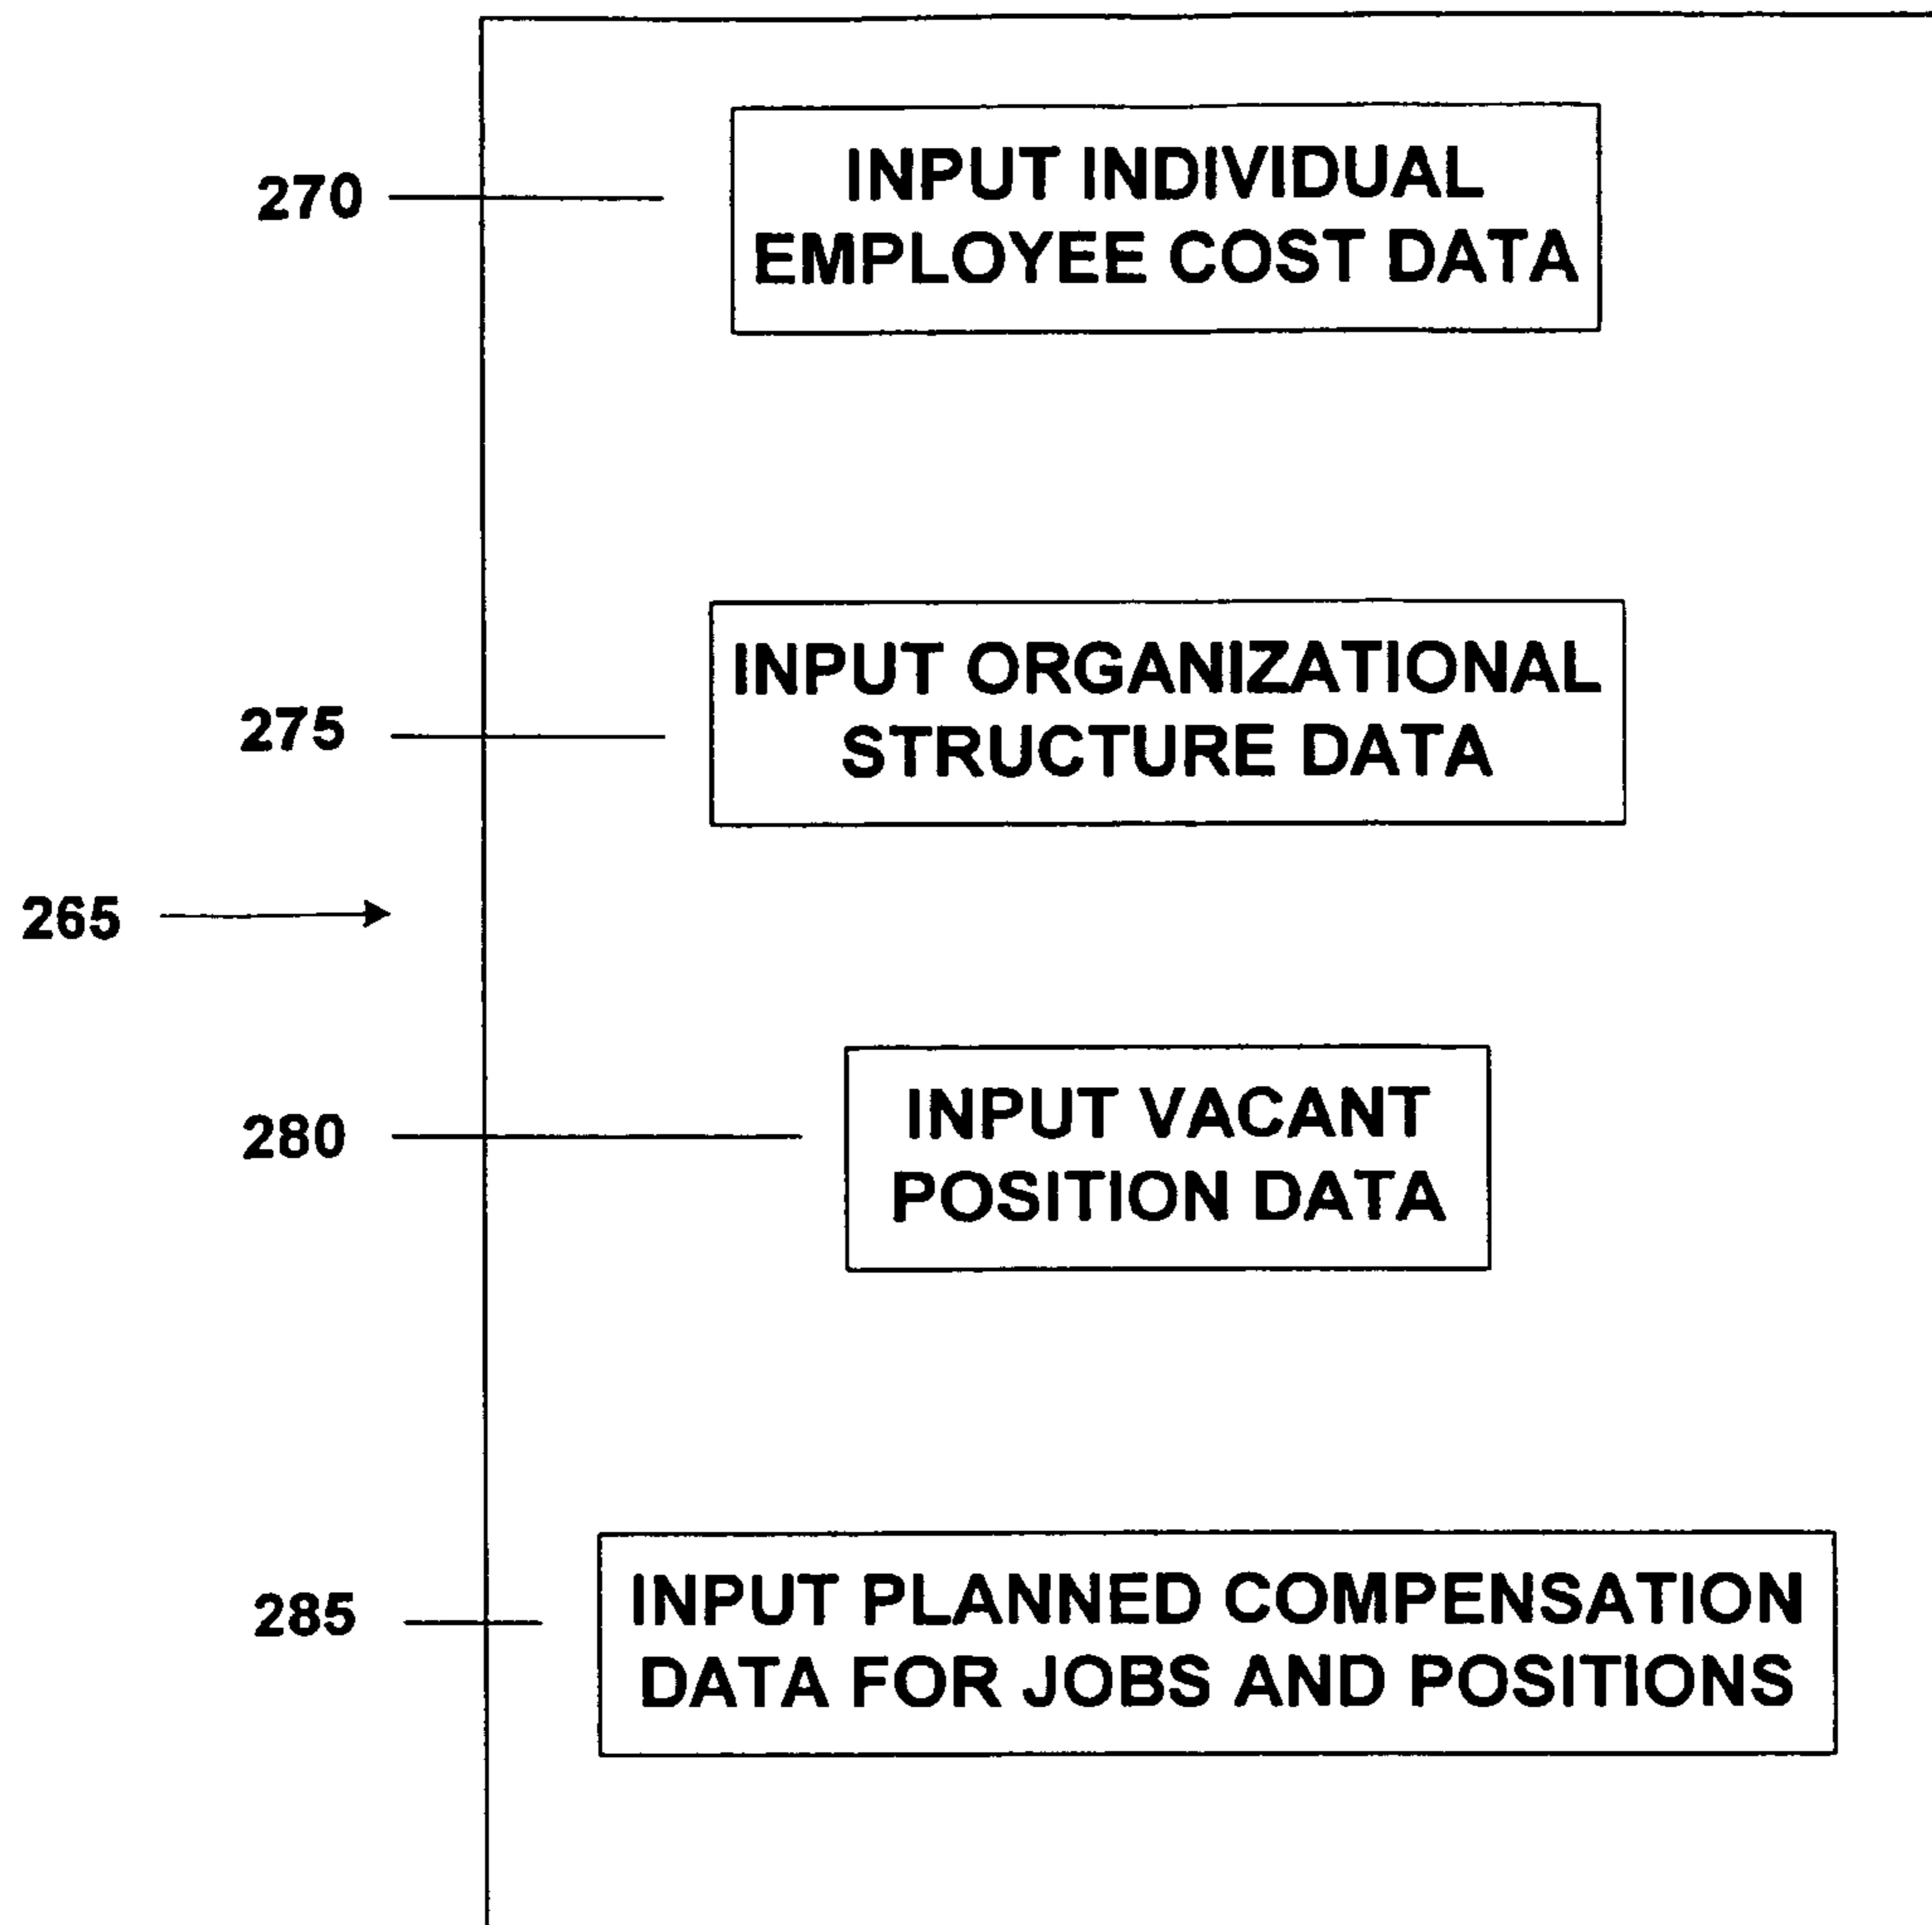 270
INPUT INDIVIDUAL
EMPLOYEE COST DATA
275
INPUT ORGANIZATIONAL
STRUCTURE DATA
265
280
INPUT VACANT
POSITION DATA
285
INPUT PLANNED COMPENSATION
DATA FOR JOBS AND POSITIONS